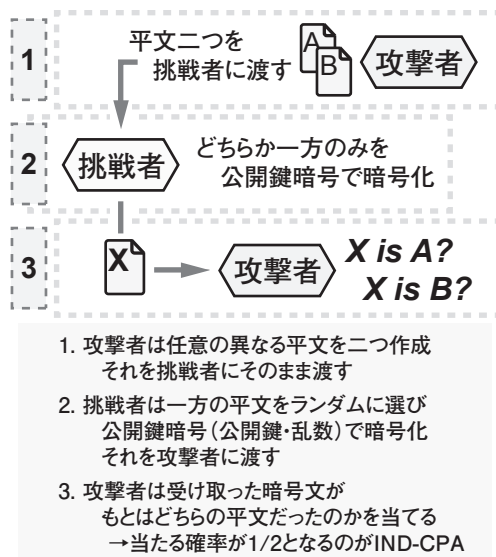 1
平文二つを
挑戦者に渡す
A
B
攻撃者
2
挑戦者
どちらか一方のみを
公開鍵暗号で暗号化
3
X
攻撃者
X is A?
X is B?
1. 攻撃者は任意の異なる平文を二つ作成
それを挑戦者にそのまま渡す
2. 挑戦者は一方の平文をランダムに選び
公開鍵暗号(公開鍵・乱数)で暗号化
それを攻撃者に渡す
3. 攻撃者は受け取った暗号文が
もとはどちらの平文だったのかを当てる
→当たる確率が1/2となるのがIND-CPA